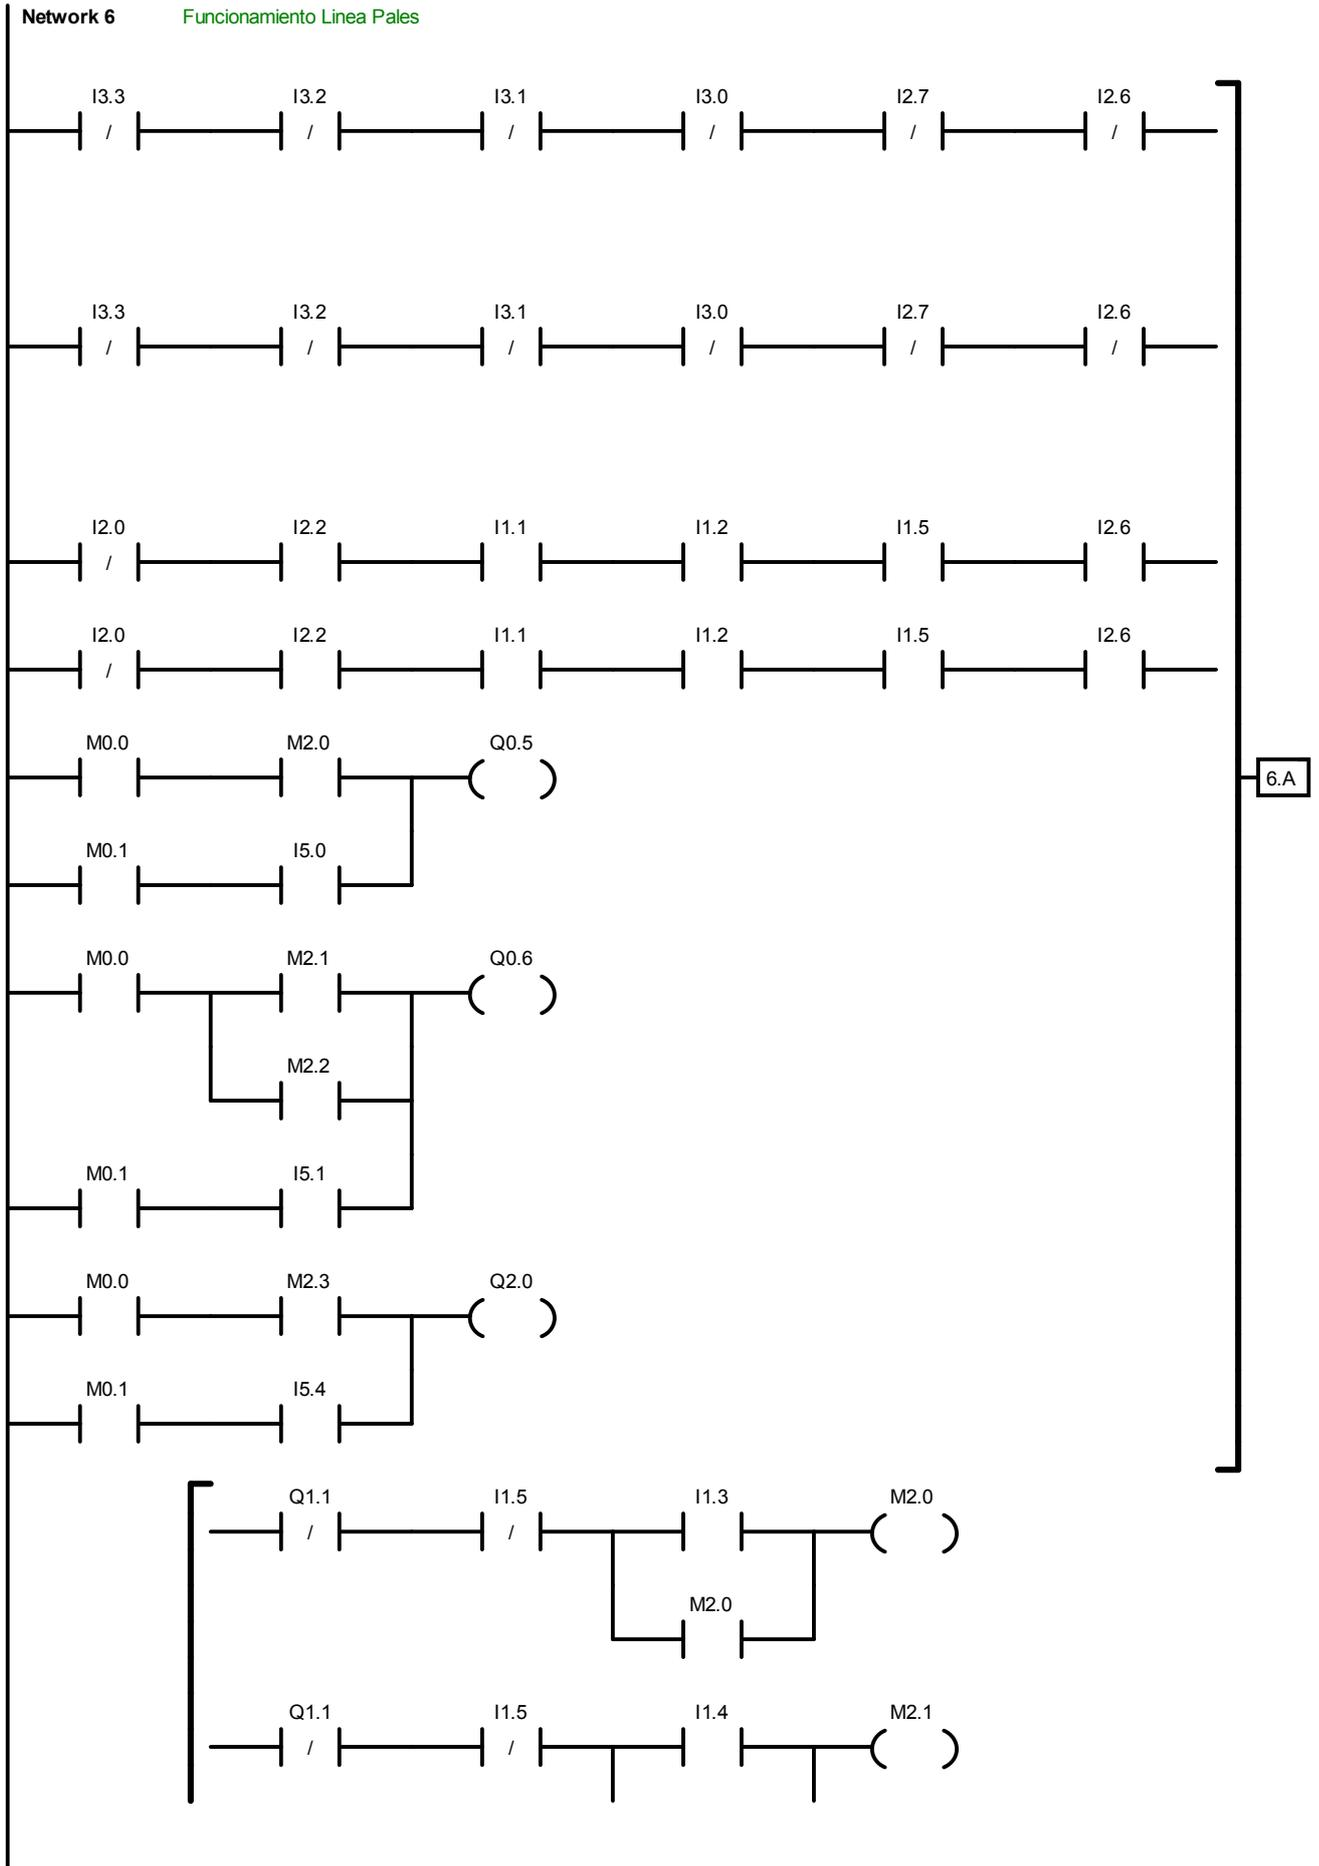 Network 6 Funcionamiento Linea Pales
I3.3 I3.2 I3.1 I3.0 I2.7 I2.6
/ / / / / /
I3.3 I3.2 I3.1 I3.0 I2.7 I2.6
/ / / / / /
I2.0 I2.2 I1.1 I1.2 I1.5 I2.6
/
I2.0 I2.2 I1.1 I1.2 I1.5 I2.6
/
M0.0 M2.0 Q0.5
6.A
M0.1 I5.0
M0.0 M2.1 Q0.6
M2.2
M0.1 I5.1
M0.0 M2.3 Q2.0
M0.1 I5.4
Q1.1 I1.5 I1.3 M2.0
/ /
M2.0
Q1.1 I1.5 I1.4 M2.1
/ /